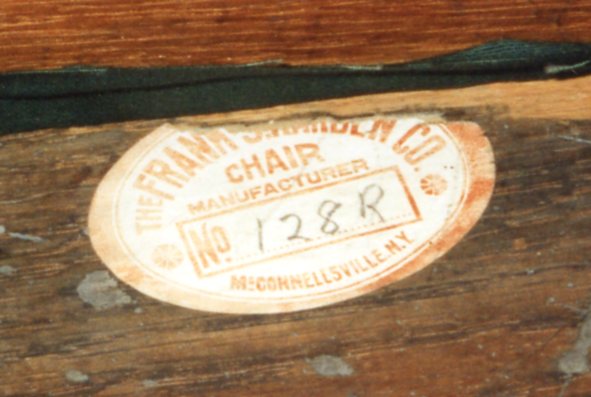 THE FRANK S. HARDEN CO.
CHAIR
MANUFACTURER
No 128R
McCONNELLSVILLE, N.Y.